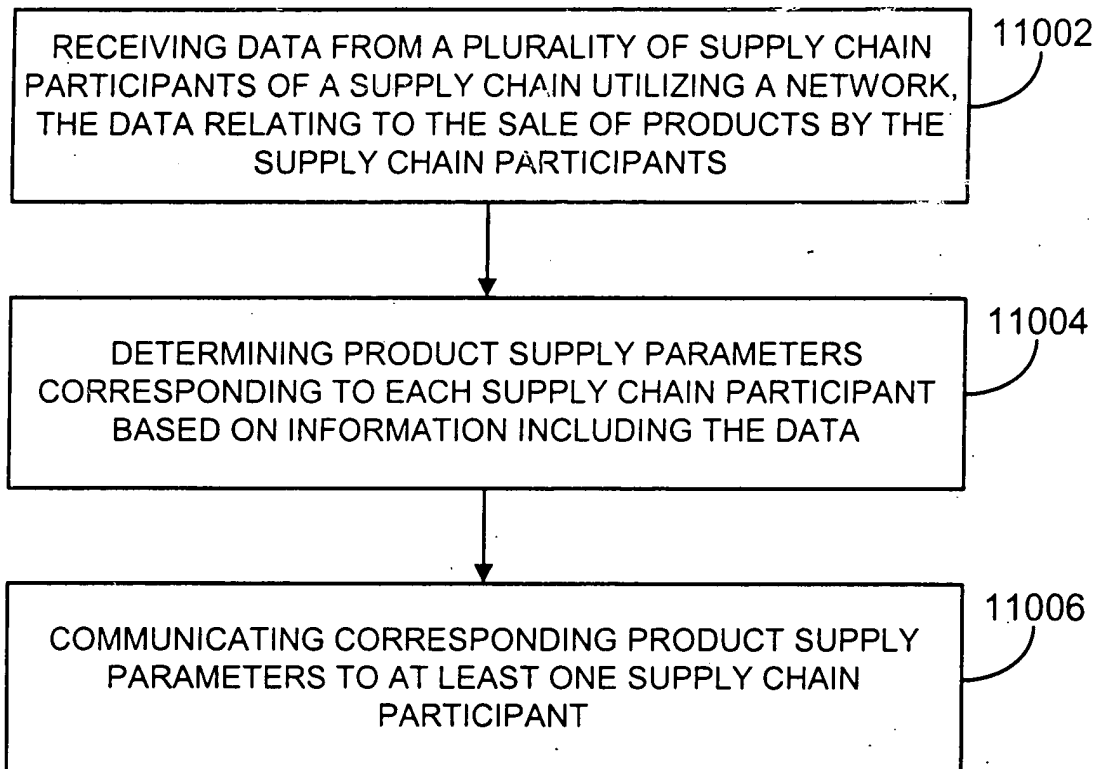 RECEIVING DATA FROM A PLURALITY OF SUPPLY CHAIN
PARTICIPANTS OF A SUPPLY CHAIN UTILIZING A NETWORK,
THE DATA RELATING TO THE SALE OF PRODUCTS BY THE
SUPPLY CHAIN PARTICIPANTS
11002
DETERMINING PRODUCT SUPPLY PARAMETERS
CORRESPONDING TO EACH SUPPLY CHAIN PARTICIPANT
BASED ON INFORMATION INCLUDING THE DATA
11004
COMMUNICATING CORRESPONDING PRODUCT SUPPLY
PARAMETERS TO AT LEAST ONE SUPPLY CHAIN
PARTICIPANT
11006